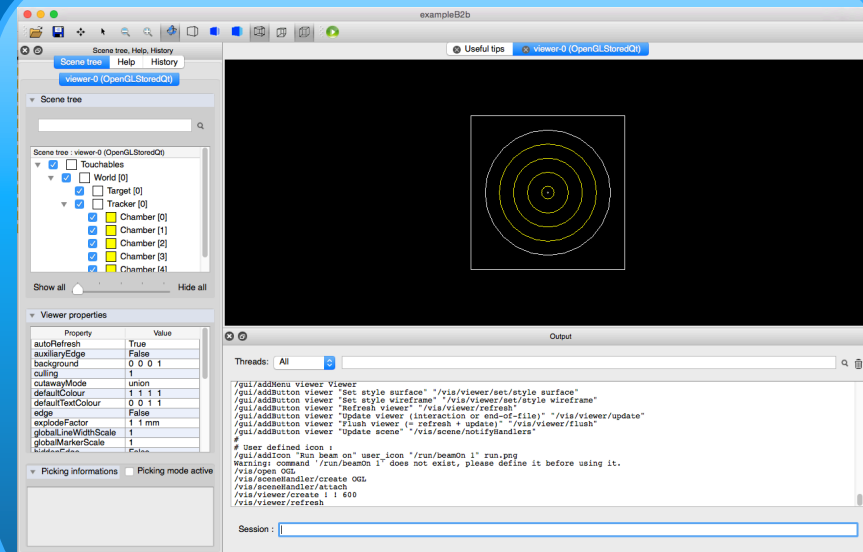 exampleB2b
Scene tree, Help, History
Scene tree Help History
viewer-0 (OpenGLStoredQt)
Scene tree
Scene tree : viewer-0 (OpenGLStoredQt)
Touchables
World [0]
Target [0]
Tracker [0]
Chamber [0]
Chamber [1]
Chamber [2]
Chamber [3]
Chamber [4]
Show all Hide all
Viewer properties
Property Value
autoRefresh True
auxiliaryEdge False
background 0 0 0 1
culling 1
cutawayMode union
defaultColour 1 1 1 1
defaultTextColour 0 0 1 1
edge False
explodeFactor 1 1 mm
globalLineWidthScale 1
globalMarkerScale 1
hiddenEdge False
Picking informations Picking mode active
Useful tips viewer-0 (OpenGLStoredQt)
Output
Threads: All
/gui/addMenu viewer Viewer
/gui/addButton viewer "Set style surface" "/vis/viewer/set/style surface"
/gui/addButton viewer "Set style wireframe" "/vis/viewer/set/style wireframe"
/gui/addButton viewer "Refresh viewer" "/vis/viewer/refresh"
/gui/addButton viewer "Update viewer (interaction or end-of-file)" "/vis/viewer/update"
/gui/addButton viewer "Flush viewer (= refresh + update)" "/vis/viewer/flush"
/gui/addButton viewer "Update scene" "/vis/scene/notifyHandlers"
#
# User defined icon :
/gui/addIcon "Run beam on" user_icon "/run/beamOn 1" run.png
Warning: command '/run/beamOn 1' does not exist, please define it before using it.
/vis/open OGL
/vis/sceneHandler/create OGL
/vis/sceneHandler/attach
/vis/viewer/create ! ! 600
/vis/viewer/refresh
Session :